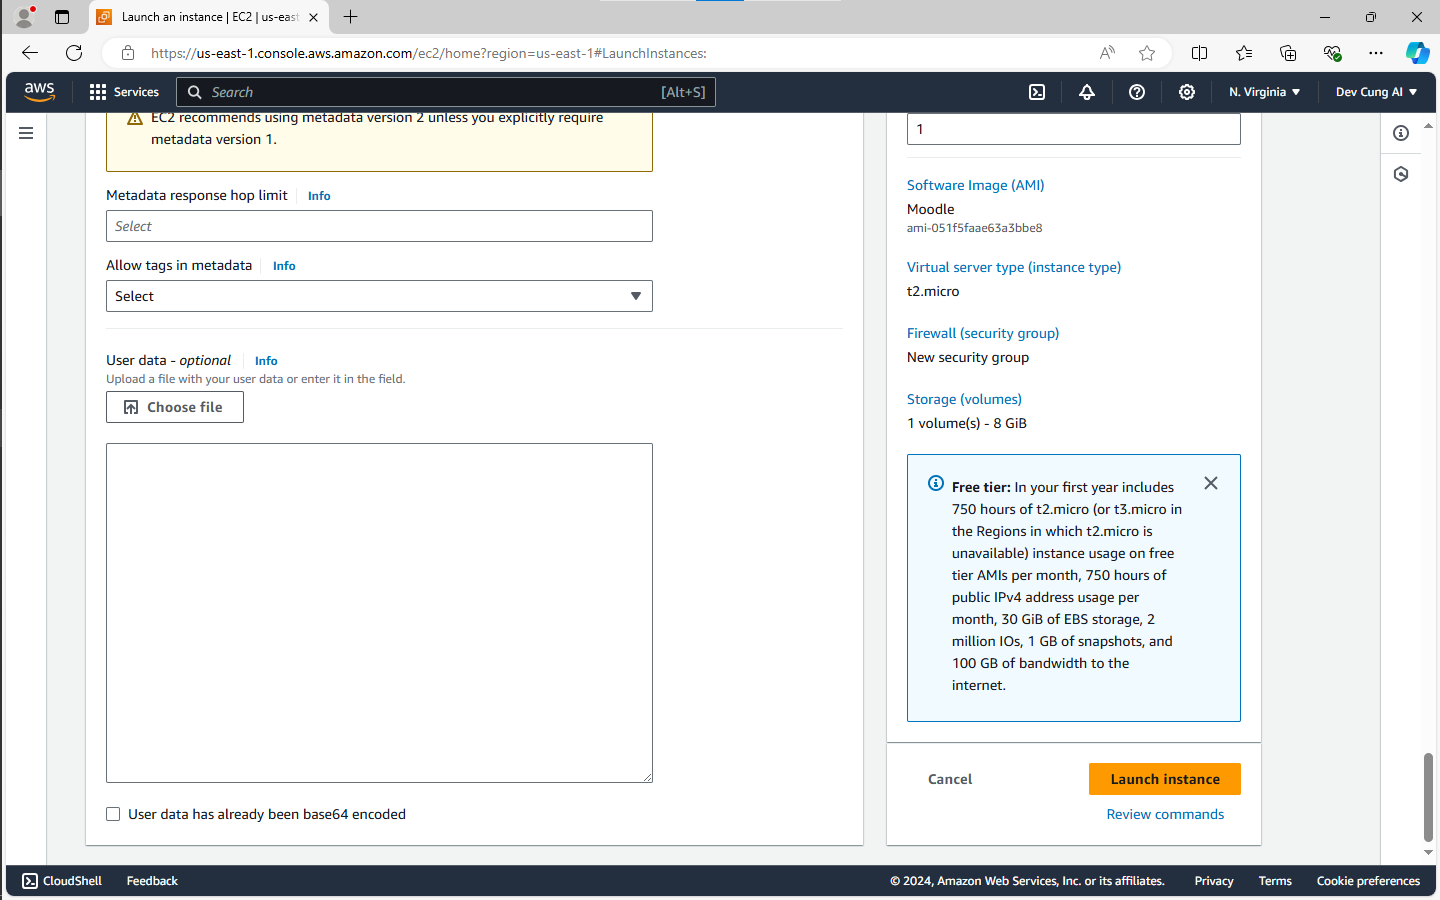 Launch an instance | EC2 | us-east
https://us-east-1.console.aws.amazon.com/ec2/home?region=us-east-1#LaunchInstances:
aws
Services
Search
[Alt+S]
N. Virginia
Dev Cung AI
EC2 recommends using metadata version 2 unless you explicitly require
metadata version 1.
Metadata response hop limit
Info
Select
Allow tags in metadata
Info
Select
User data - optional
Info
Upload a file with your user data or enter it in the field.
Choose file
User data has already been base64 encoded
1
Software Image (AMI)
Moodle
ami-051f5faae63a3bbe8
Virtual server type (instance type)
t2.micro
Firewall (security group)
New security group
Storage (volumes)
1 volume(s) - 8 GiB
Free tier: In your first year includes
750 hours of t2.micro (or t3.micro in
the Regions in which t2.micro is
unavailable) instance usage on free
tier AMIs per month, 750 hours of
public IPv4 address usage per
month, 30 GiB of EBS storage, 2
million IOs, 1 GB of snapshots, and
100 GB of bandwidth to the
internet.
Cancel
Launch instance
Review commands
CloudShell
Feedback
© 2024, Amazon Web Services, Inc. or its affiliates.
Privacy
Terms
Cookie preferences